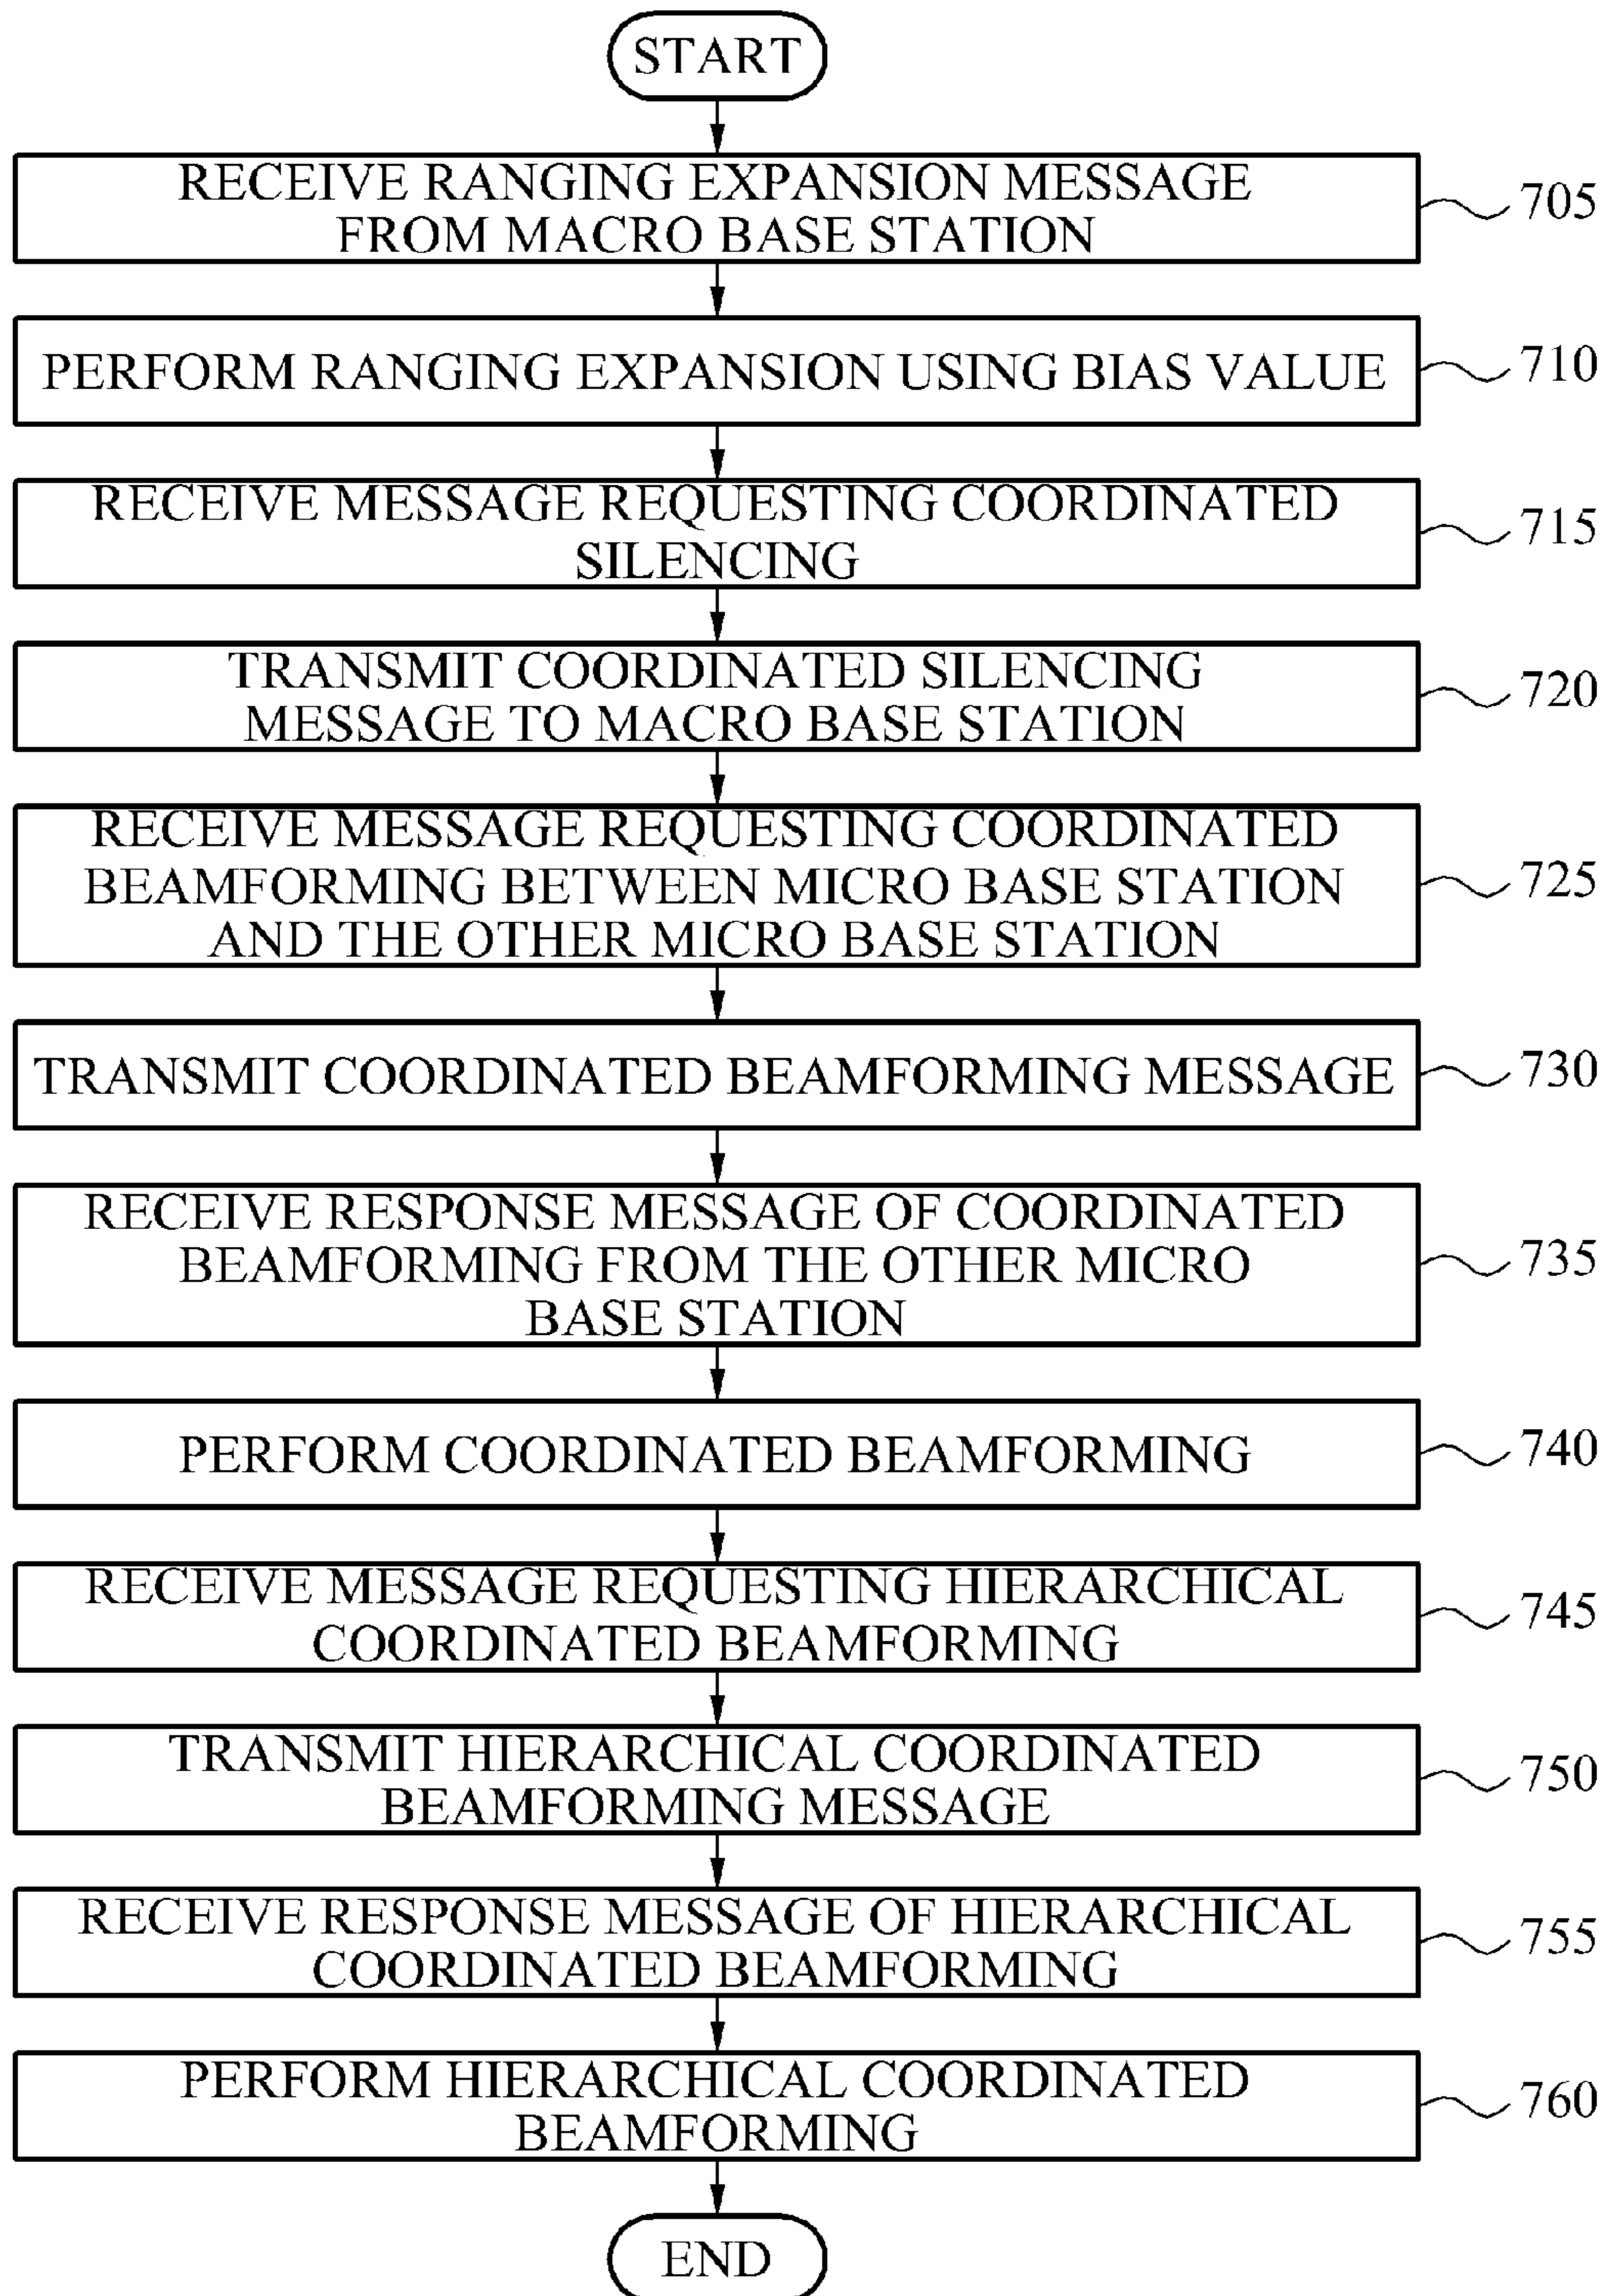 START
RECEIVE RANGING EXPANSION MESSAGE
FROM MACRO BASE STATION
705
PERFORM RANGING EXPANSION USING BIAS VALUE
710
RECEIVE MESSAGE REQUESTING COORDINATED
SILENCING
715
TRANSMIT COORDINATED SILENCING
MESSAGE TO MACRO BASE STATION
720
RECEIVE MESSAGE REQUESTING COORDINATED
BEAMFORMING BETWEEN MICRO BASE STATION
AND THE OTHER MICRO BASE STATION
725
TRANSMIT COORDINATED BEAMFORMING MESSAGE
730
RECEIVE RESPONSE MESSAGE OF COORDINATED
BEAMFORMING FROM THE OTHER MICRO
BASE STATION
735
PERFORM COORDINATED BEAMFORMING
740
RECEIVE MESSAGE REQUESTING HIERARCHICAL
COORDINATED BEAMFORMING
745
TRANSMIT HIERARCHICAL COORDINATED
BEAMFORMING MESSAGE
750
RECEIVE RESPONSE MESSAGE OF HIERARCHICAL
COORDINATED BEAMFORMING
755
PERFORM HIERARCHICAL COORDINATED
BEAMFORMING
760
END